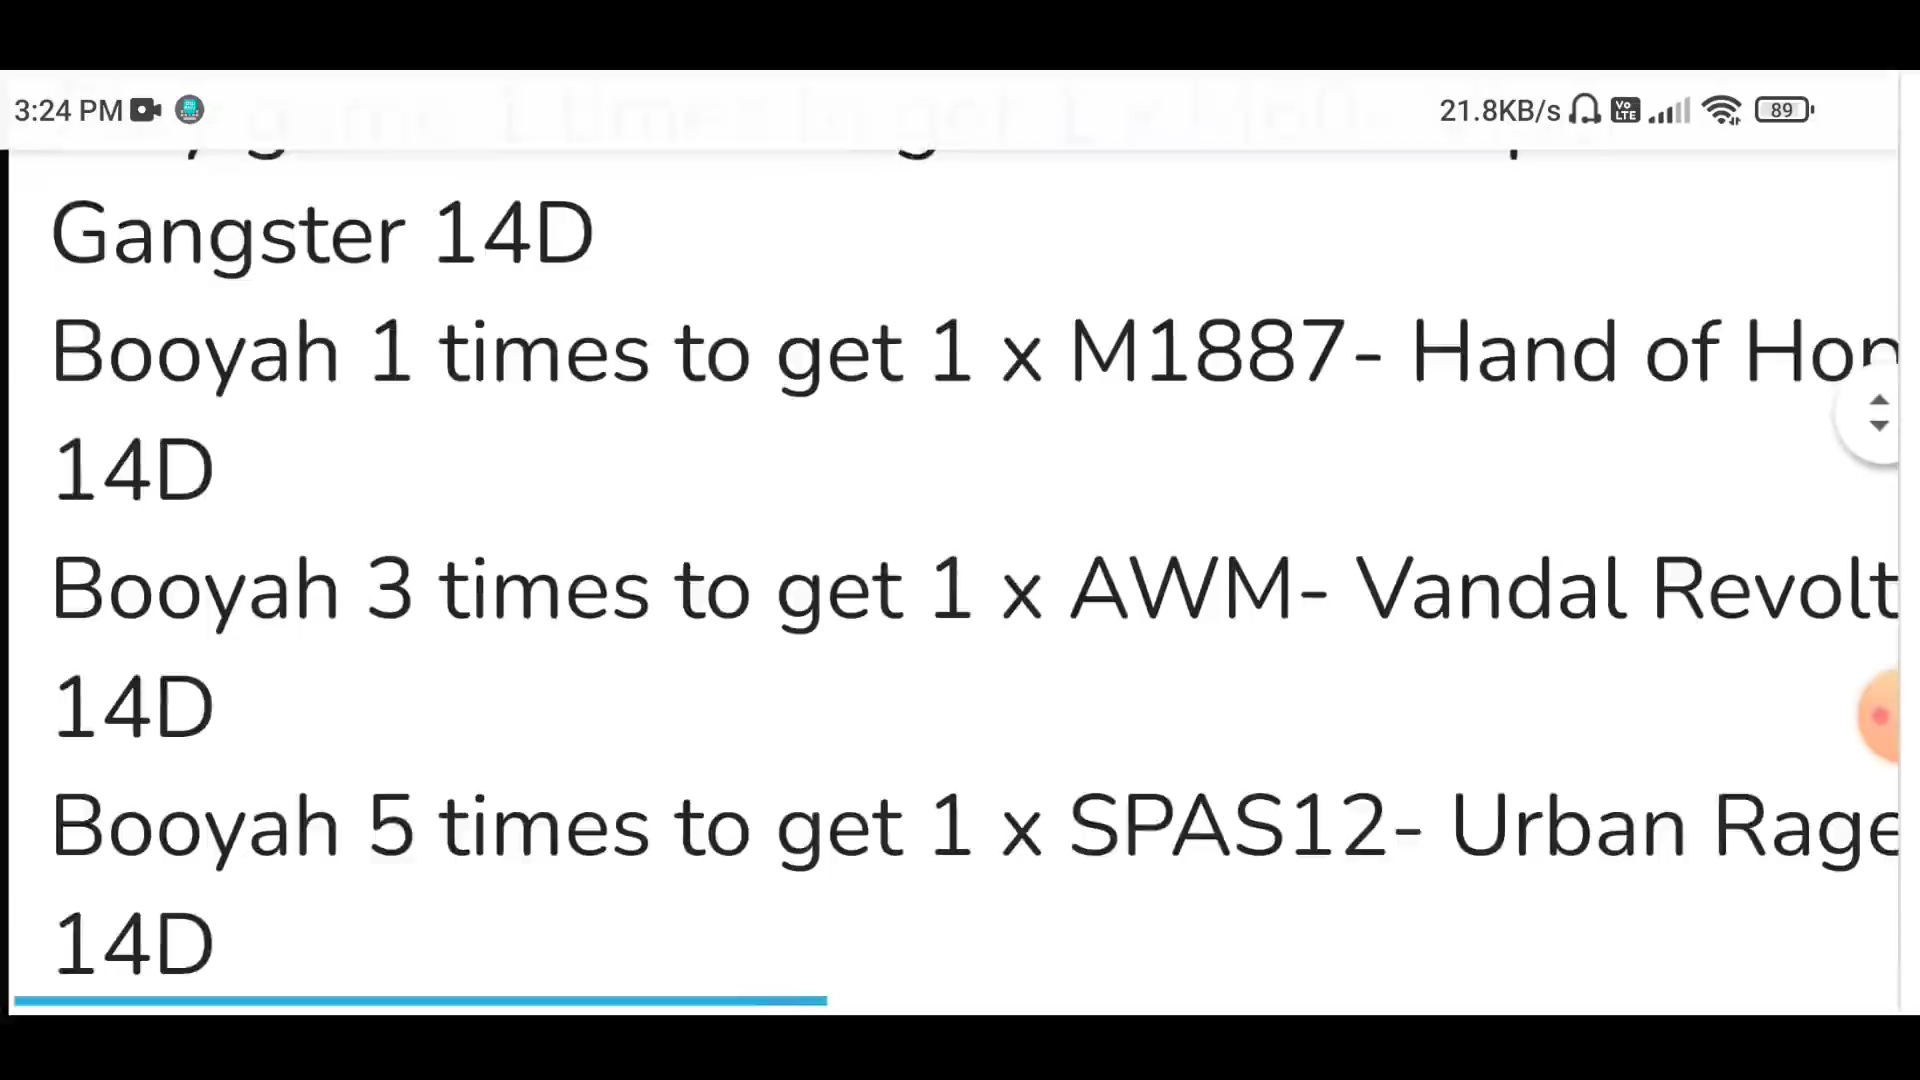 3:24 PM 21.8KB/s Vo LTE 89
Gangster 14D
Booyah 1 times to get 1 x M1887- Hand of
14D
Booyah 3 times to get 1 x AWM- Vandal Revolt
14D
Booyah 5 times to get 1 x SPAS12- Urban Rage
14D